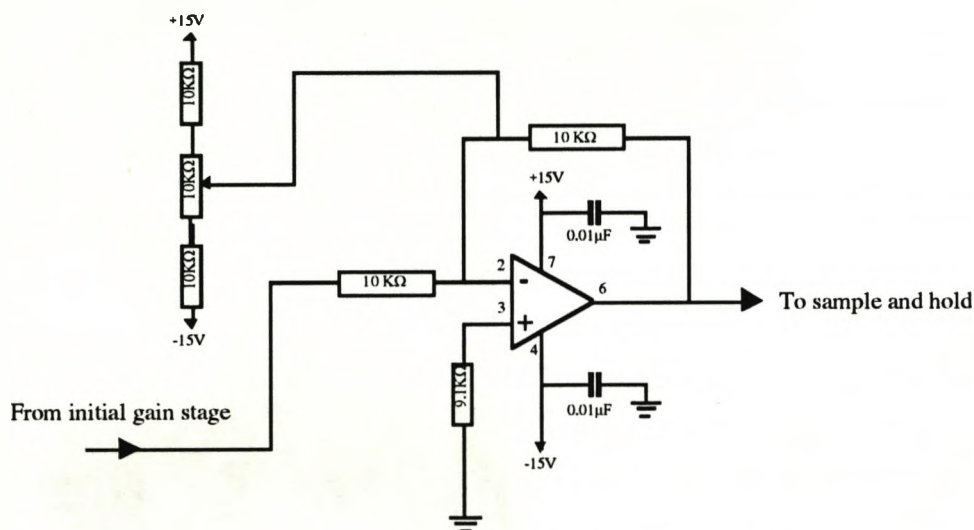 +15V
10KΩ
10KΩ
10KΩ
-15V
10 KΩ
+15V
0.01μF
7
2
-
10 KΩ
6
3
+
4
To sample and hold
9.1KΩ
0.01μF
-15V
From initial gain stage